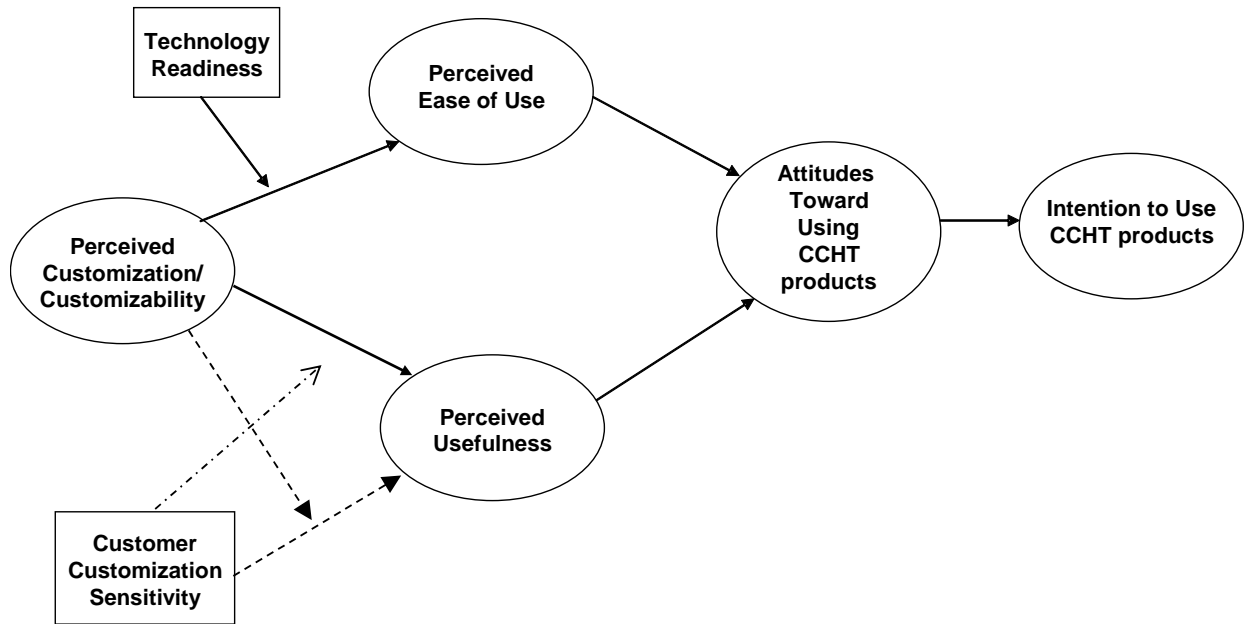 Technology
Readiness
Perceived
Ease of Use
Perceived
Customization/
Customizability
Attitudes
Toward
Using
CCHT
products
Intention to Use
CCHT products
Perceived
Usefulness
Customer
Customization
Sensitivity